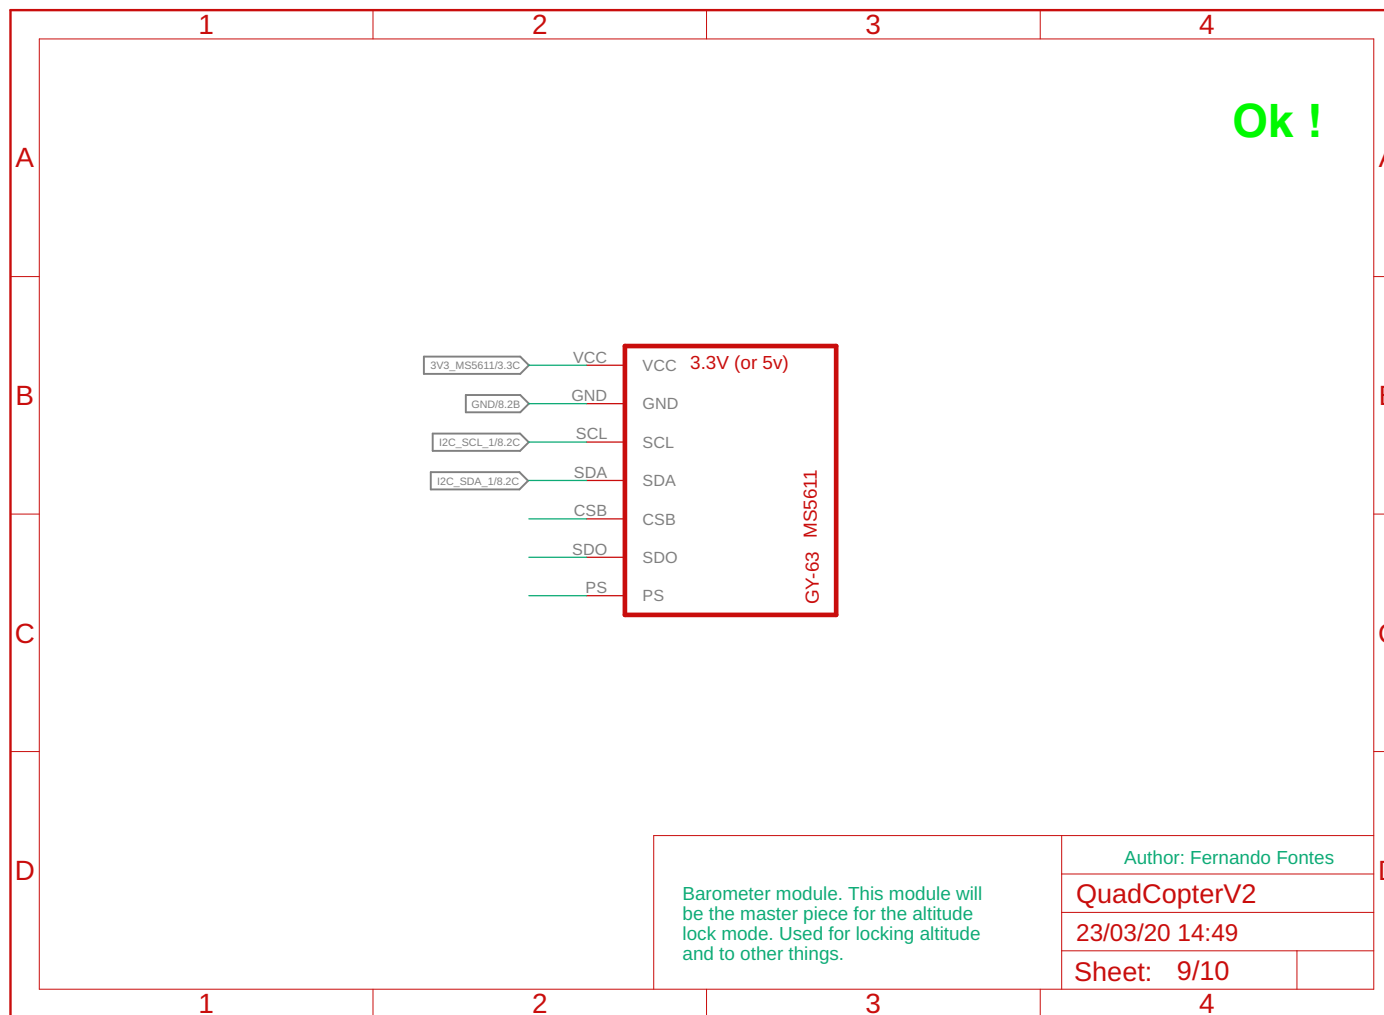 1 2 3 4
Ok !
A A
B B
C C
D D
3V3_MS5611/3.3C VCC VCC 3.3V (or 5v)
GND/8.2B GND GND
I2C_SCL_1/8.2C SCL SCL
I2C_SDA_1/8.2C SDA SDA
CSB CSB
SDO SDO
PS PS
GY-63 MS5611
Barometer module. This module will
be the master piece for the altitude
lock mode. Used for locking altitude
and to other things.
Author: Fernando Fontes
QuadCopterV2
23/03/20 14:49
Sheet: 9/10
1 2 3 4